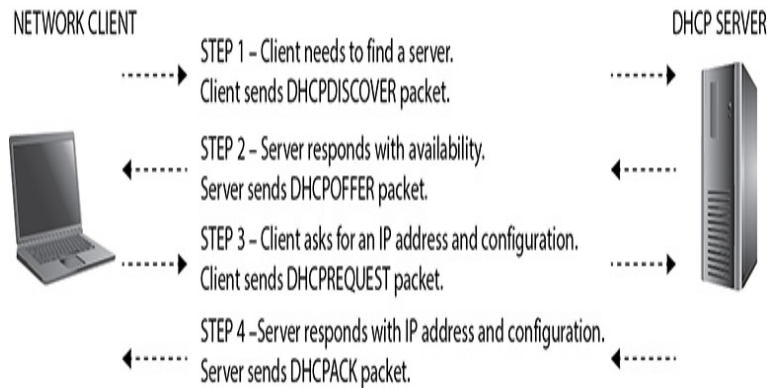 NETWORK CLIENT
DHCP SERVER
STEP 1 – Client needs to find a server.
Client sends DHCPDISCOVER packet.
STEP 2 – Server responds with availability.
Server sends DHCPOFFER packet.
STEP 3 – Client asks for an IP address and configuration.
Client sends DHCPREQUEST packet.
STEP 4 –Server responds with IP address and configuration.
Server sends DHCPACK packet.